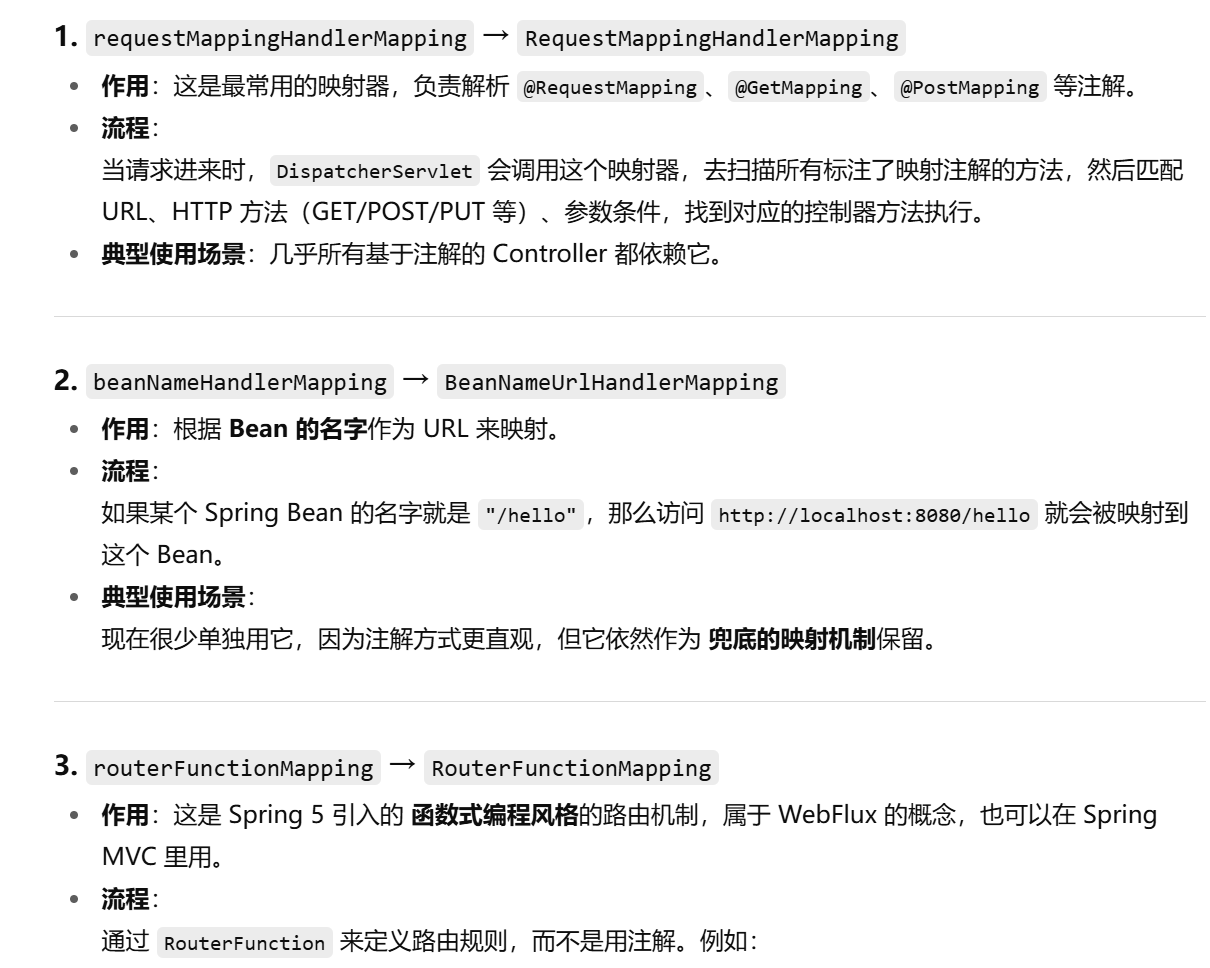 1. requestMappingHandlerMapping → RequestMappingHandlerMapping
• 作用：这是最常用的映射器，负责解析 @RequestMapping、@GetMapping、@PostMapping 等注解。
• 流程：
当请求进来时，DispatcherServlet 会调用这个映射器，去扫描所有标注了映射注解的方法，然后匹配
URL、HTTP 方法（GET/POST/PUT 等）、参数条件，找到对应的控制器方法执行。
• 典型使用场景：几乎所有基于注解的 Controller 都依赖它。
2. beanNameHandlerMapping → BeanNameUrlHandlerMapping
• 作用：根据 Bean 的名字作为 URL 来映射。
• 流程：
如果某个 Spring Bean 的名字就是 "/hello"，那么访问 http://localhost:8080/hello 就会被映射到
这个 Bean。
• 典型使用场景：
现在很少单独用它，因为注解方式更直观，但它依然作为 兜底的映射机制保留。
3. routerFunctionMapping → RouterFunctionMapping
• 作用：这是 Spring 5 引入的 函数式编程风格的路由机制，属于 WebFlux 的概念，也可以在 Spring
MVC 里用。
• 流程：
通过 RouterFunction 来定义路由规则，而不是用注解。例如：